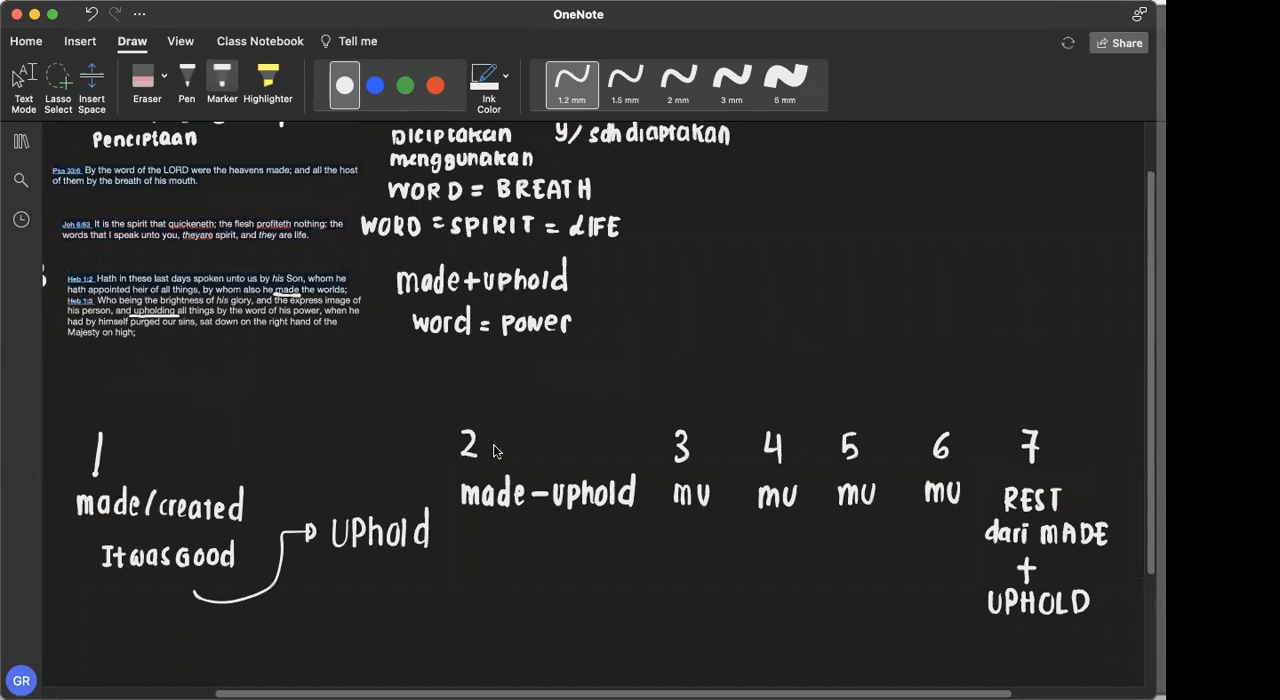 OneNote
Home Insert Draw View Class Notebook Tell me
Share
Text Mode
Lasso Select
Insert Space
Eraser
Pen
Marker
Highlighter
Ink Color
1.2 mm
1.5 mm
2 mm
3 mm
5 mm
Penciptaan
Diciptakan
menggunakan
y/ sdh diciptakan
Psa 33:6 By the word of the LORD were the heavens made; and all the host
of them by the breath of his mouth.
WORD = BREATH
Joh 6:63 It is the spirit that quickeneth; the flesh profiteth nothing: the
words that I speak unto you, they are spirit, and they are life.
WORD = SPIRIT = LIFE
Heb 1:2 Hath in these last days spoken unto us by his Son, whom he
hath appointed heir of all things, by whom also he made the worlds;
Heb 1:3 Who being the brightness of his glory, and the express image of
his person, and upholding all things by the word of his power, when he
had by himself purged our sins, sat down on the right hand of the
Majesty on high;
made+uphold
word = power
1
made/created
It was Good
UPhold
2
made-uphold
3
mu
4
mu
5
mu
6
mu
7
REST
dari MADE
+
UPHOLD
GR